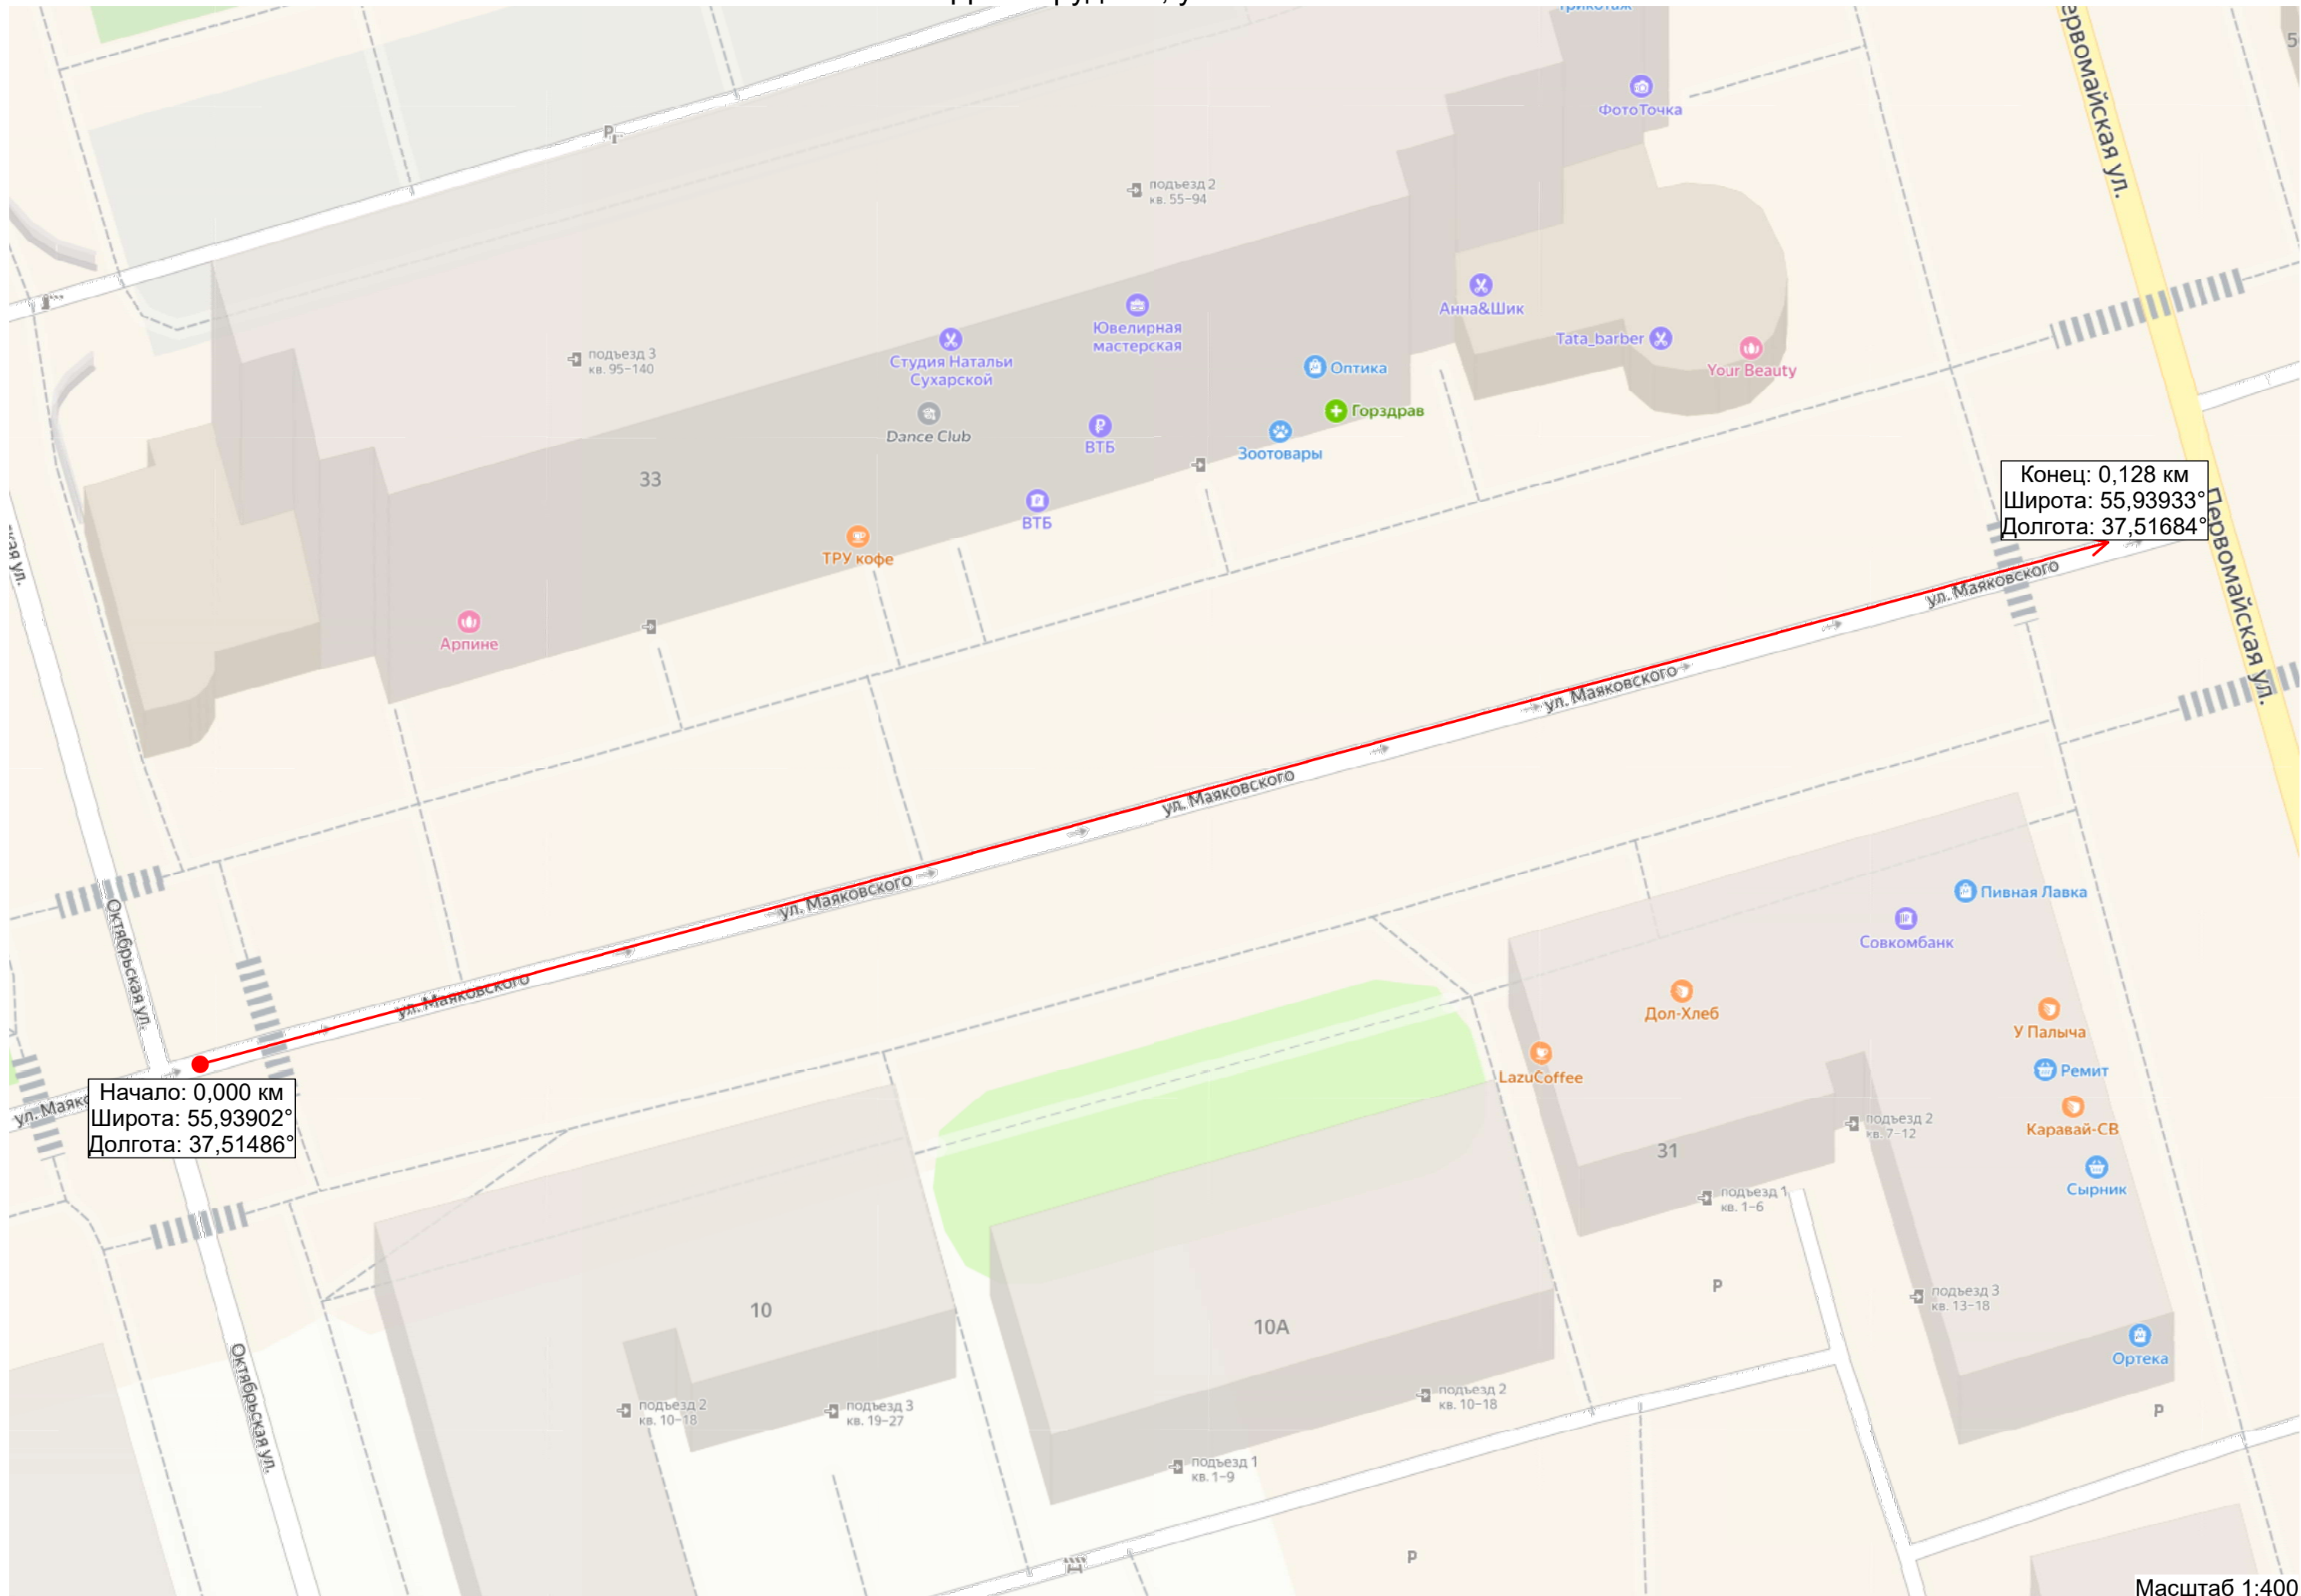 Трикотаж
Первомайская ул.
ФотоТочка
P
подъезд 2
кв. 55–94
Анна&Шик
Ювелирная
мастерская
Студия Натальи
Сухарской
Tata_barber
Your Beauty
подъезд 3
кв. 95–140
Оптика
Горздрав
Dance Club
ВТБ
Зоотовары
33
ВТБ
ТРУ кофе
Арпине
Конец: 0,128 км
Широта: 55,93933°
Долгота: 37,51684°
Первомайская ул.
ул. Маяковского
ул. Маяковского
ул. Маяковского
ул. Маяковского
ул. Маяковского
Октябрьская ул.
Начало: 0,000 км
Широта: 55,93902°
Долгота: 37,51486°
ул. Маяк
Пивная Лавка
Совкомбанк
Дол-Хлеб
У Палыча
LazuCoffee
Ремит
Каравай-СВ
подъезд 2
кв. 7–12
31
Сырник
подъезд 1
кв. 1–6
P
подъезд 3
кв. 13–18
10
10А
Ортека
Октябрьская ул.
подъезд 2
кв. 10–18
подъезд 3
кв. 19–27
подъезд 2
кв. 10–18
P
подъезд 1
кв. 1–9
P
Масштаб 1:400